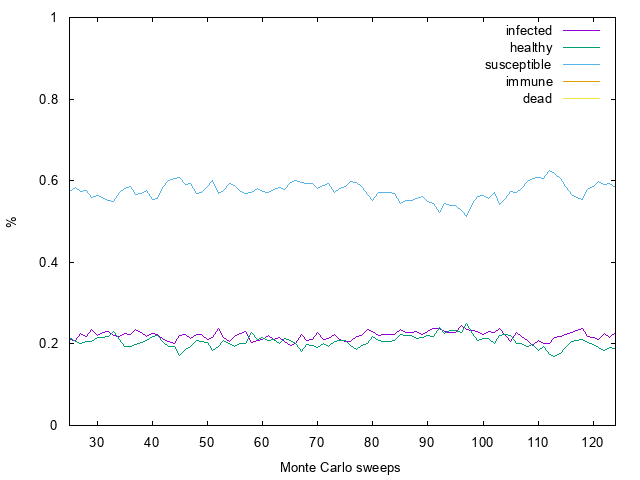 1
infected
healthy
susceptible
immune
dead
0.8
0.6
%
0.4
0.2
0
30 40 50 60 70 80 90 100 110 120
Monte Carlo sweeps